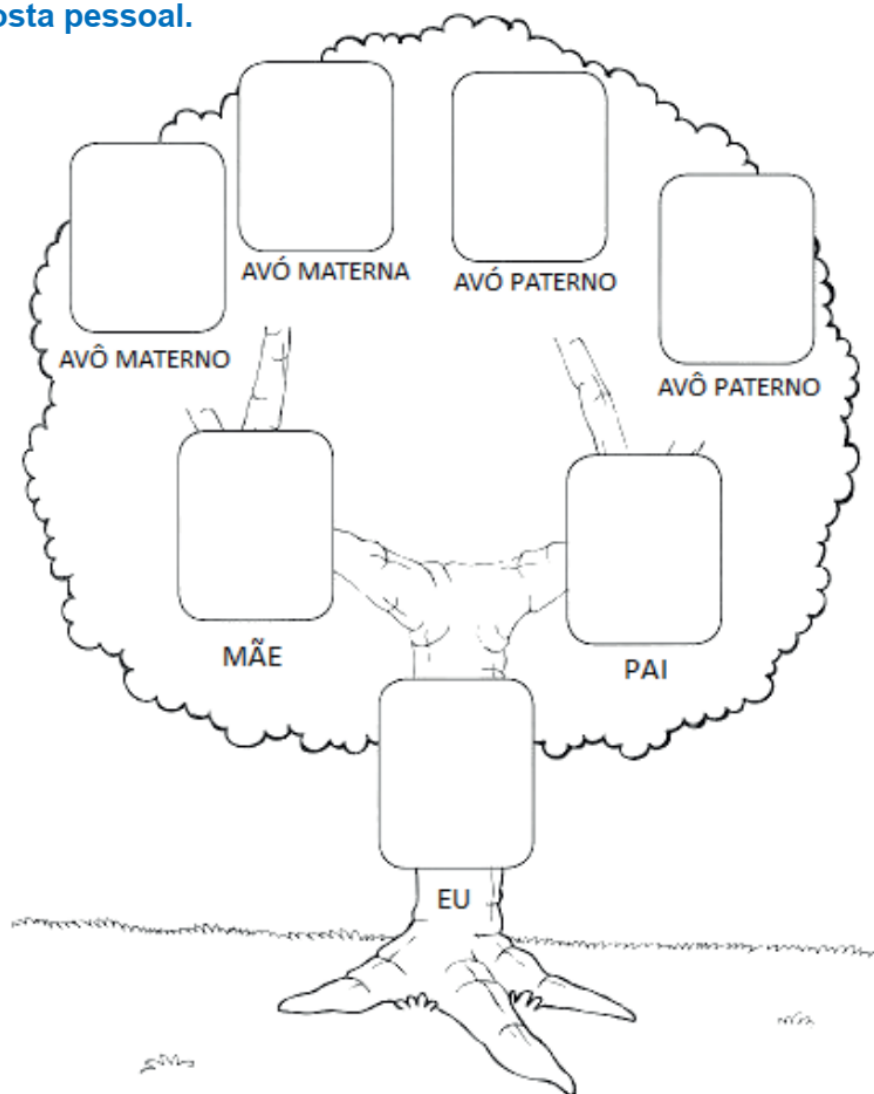 osta pessoal.
AVÓ MATERNA
AVÓ PATERNO
AVÔ MATERNO
AVÔ PATERNO
MÃE
PAI
EU